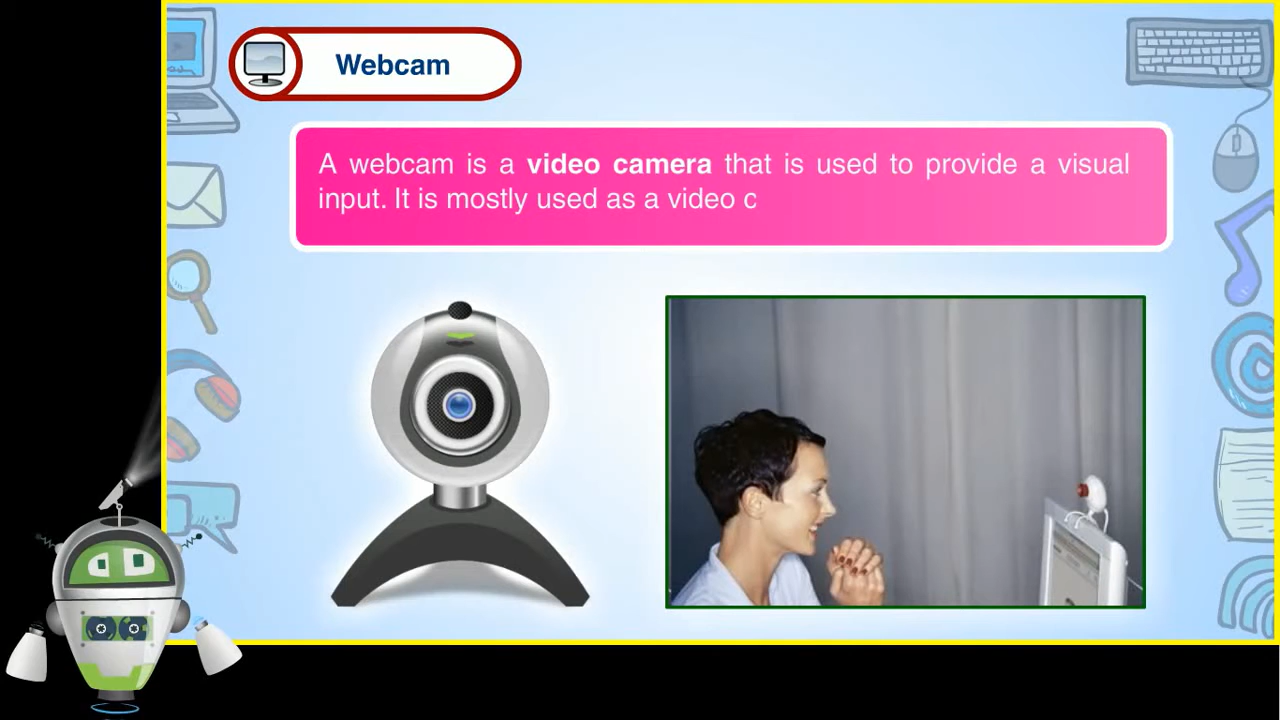 Webcam
A webcam is a video camera that is used to provide a visual
input. It is mostly used as a video c